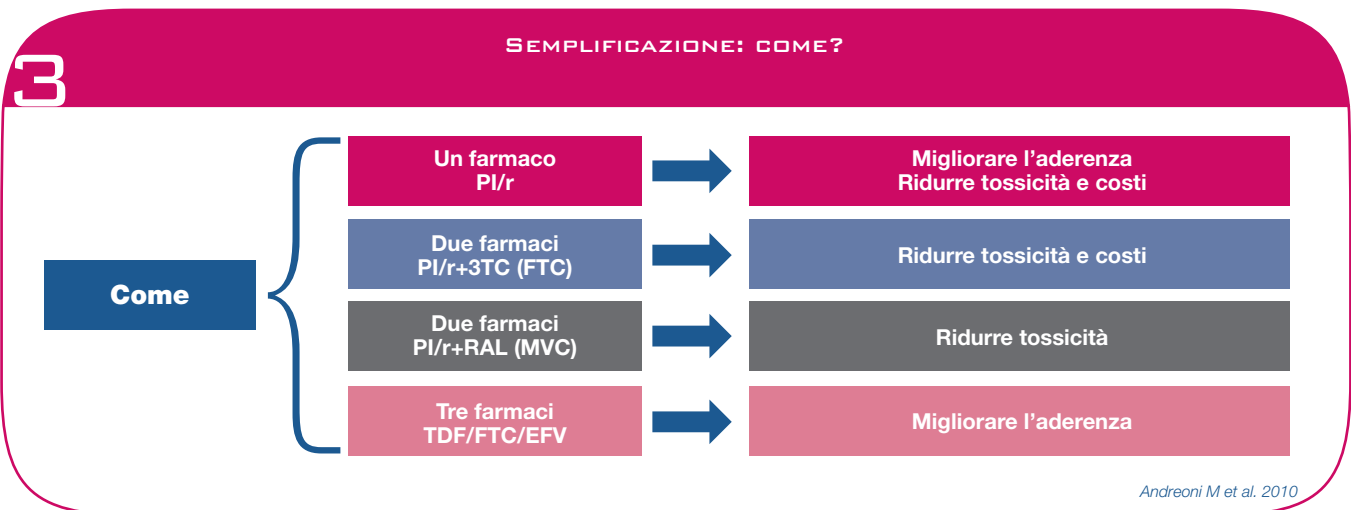 3
SEMPLIFICAZIONE: COME?
Come
Un farmaco
PI/r
Migliorare l'aderenza
Ridurre tossicità e costi
Due farmaci
PI/r+3TC (FTC)
Ridurre tossicità e costi
Due farmaci
PI/r+RAL (MVC)
Ridurre tossicità
Tre farmaci
TDF/FTC/EFV
Migliorare l'aderenza
Andreoni M et al. 2010